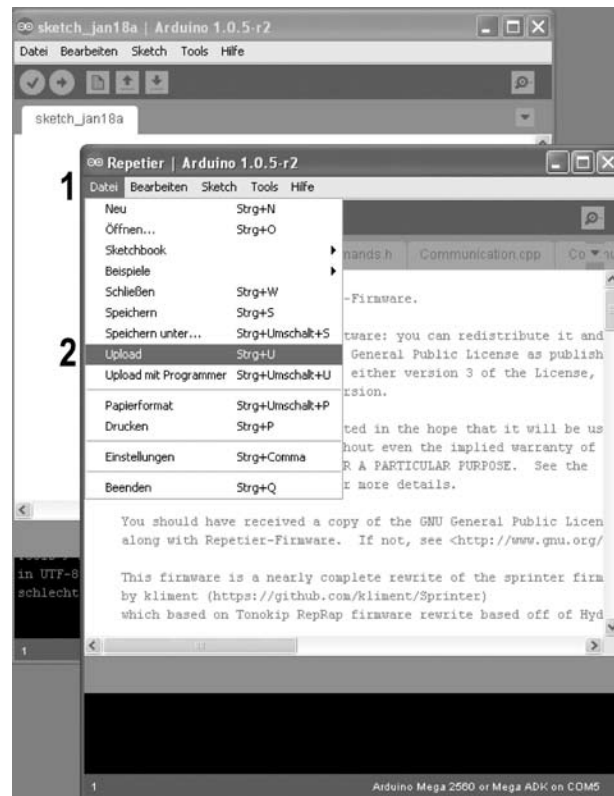 sketch_jan18a | Arduino 1.0.5-r2
Datei Bearbeiten Sketch Tools Hilfe
sketch_jan18a
Repetier | Arduino 1.0.5-r2
1
Datei Bearbeiten Sketch Tools Hilfe
Neu Strg+N
Öffnen... Strg+O
Sketchbook
nands.h Communication.cpp Co
Beispiele
Schließen Strg+W
-Firmware.
Speichern Strg+S
Speichern unter... Strg+Umschalt+S
tware: you can redistribute it and
2
Upload Strg+U
General Public License as publish
Upload mit Programmer Strg+Umschalt+U
either version 3 of the License,
rsion.
Papierformat Strg+Umschalt+P
Drucken Strg+P
ted in the hope that it will be us
hout even the implied warranty of
Einstellungen Strg+Comma
R A PARTICULAR PURPOSE. See the
r more details.
Beenden Strg+Q
You should have received a copy of the GNU General Public Licen
along with Repetier-Firmware. If not, see <http://www.gnu.org/
in UTF-8
This firmware is a nearly complete rewrite of the sprinter firm
schlecht
by kliment (https://github.com/kliment/Sprinter)
which based on Tonokip RepRap firmware rewrite based off of Hyd
1
1 Arduino Mega 2560 or Mega ADK on COM5